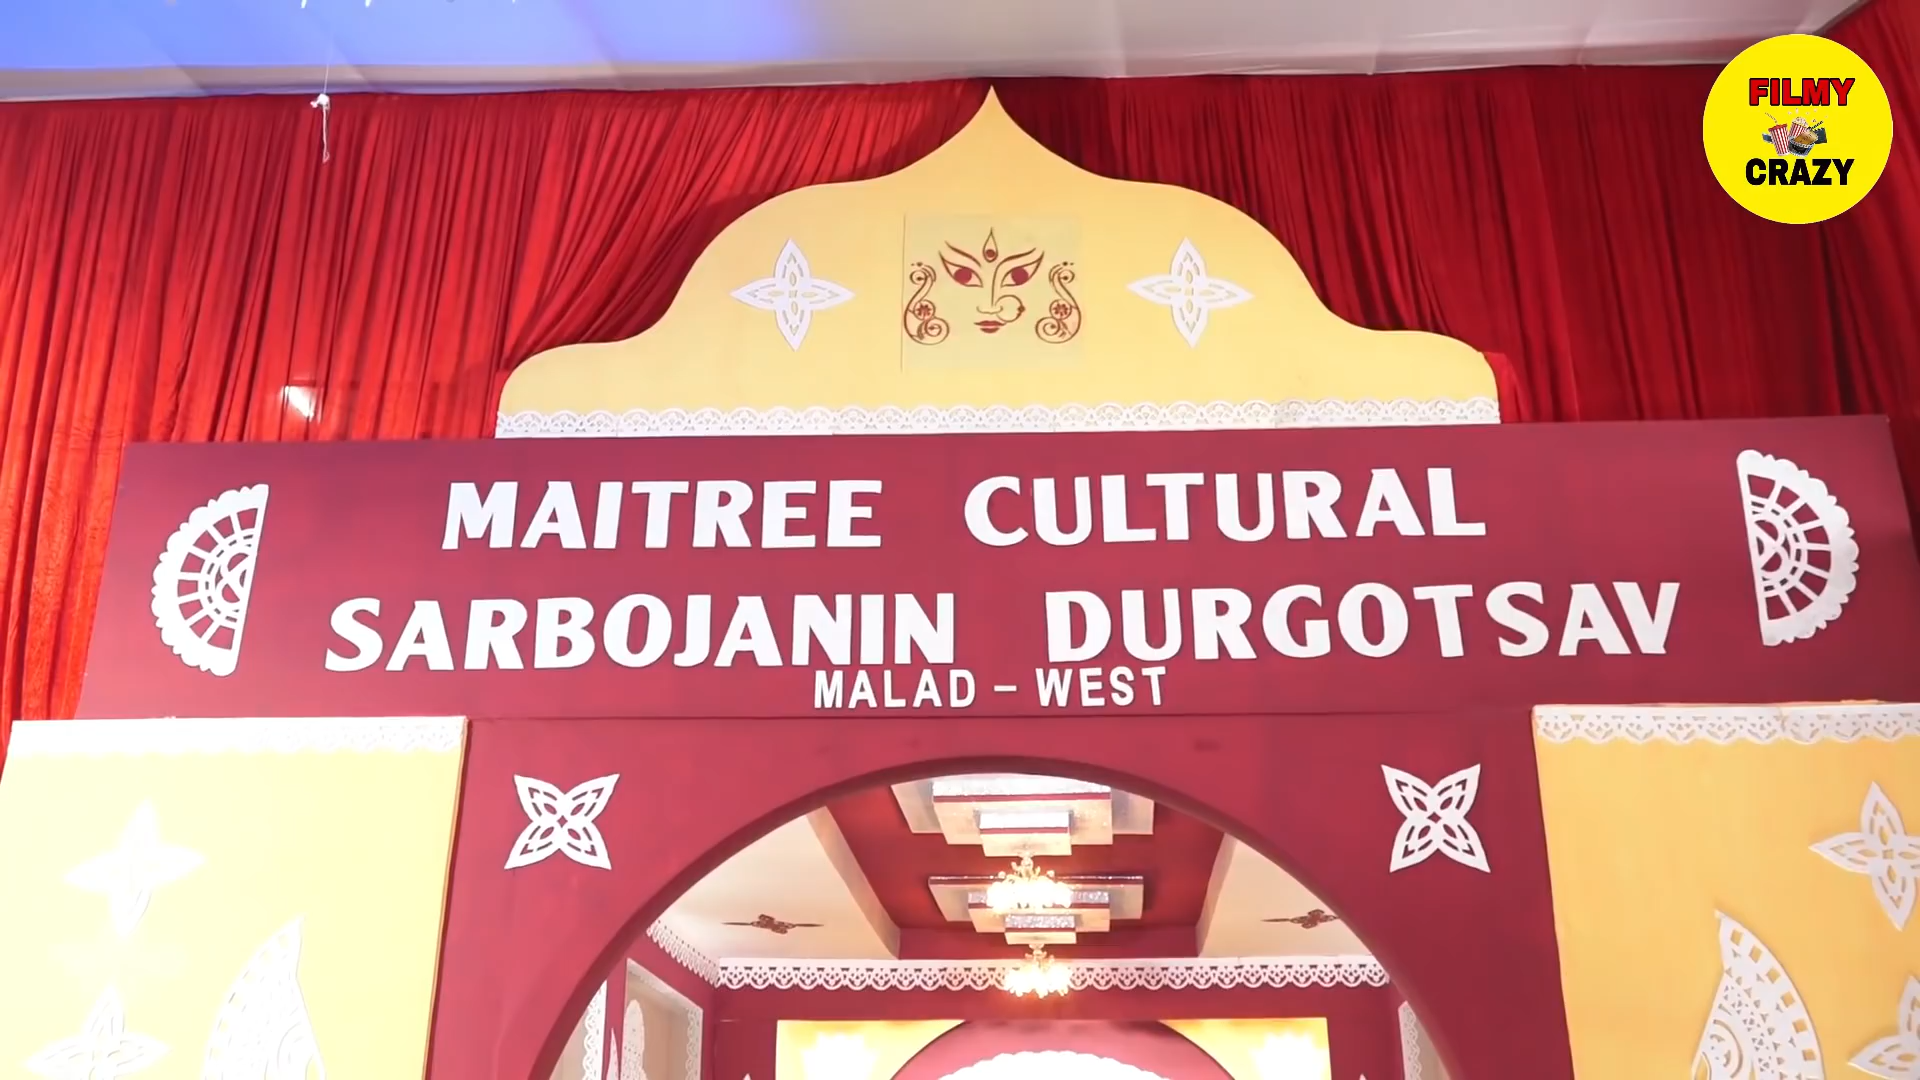 FILMY
CRAZY
MAITREE CULTURAL
SARBOJANIN DURGOTSAV
MALAD - WEST